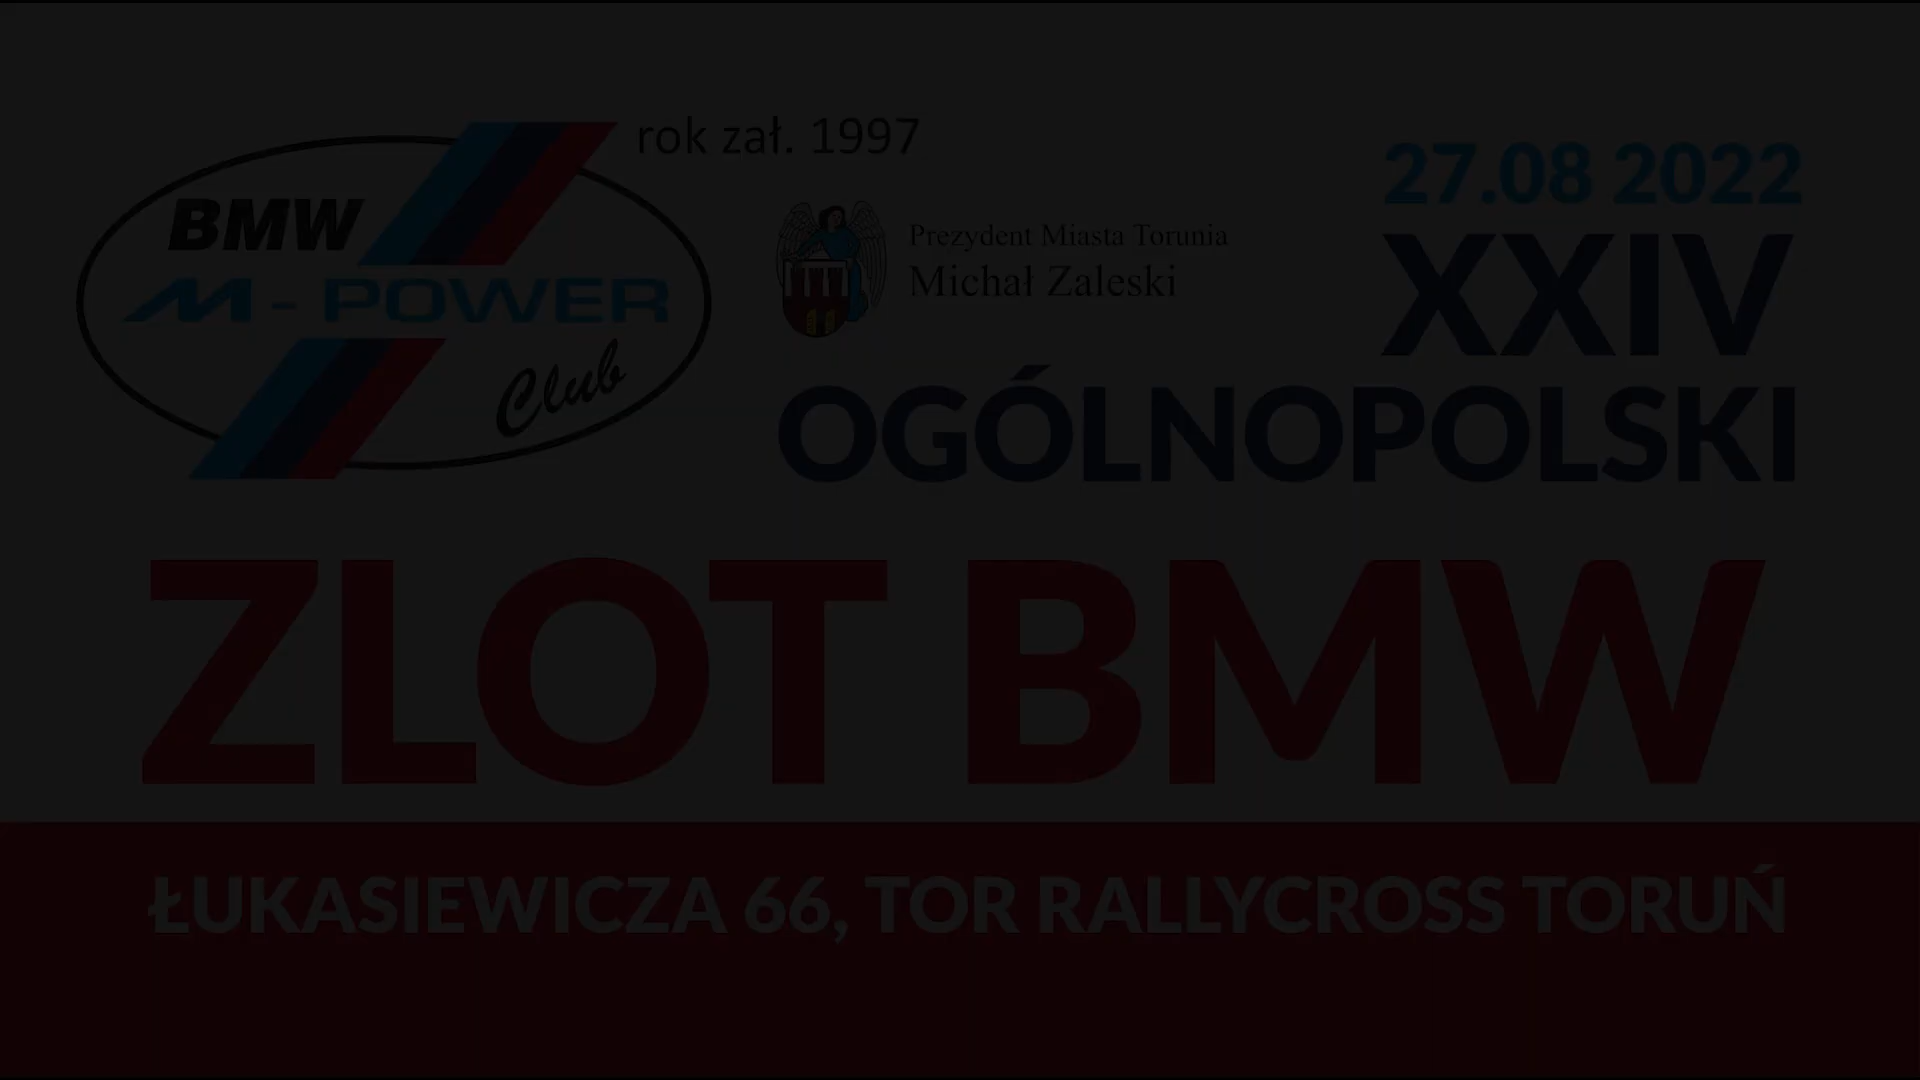 rok zał. 1997
BMW
M - POWER
Club
Prezydent Miasta Torunia
Michał Zaleski
27.08 2022
XXIV
OGÓLNOPOLSKI
ZLOT BMW
ŁUKASIEWICZA 66, TOR RALLYCROSS TORUŃ